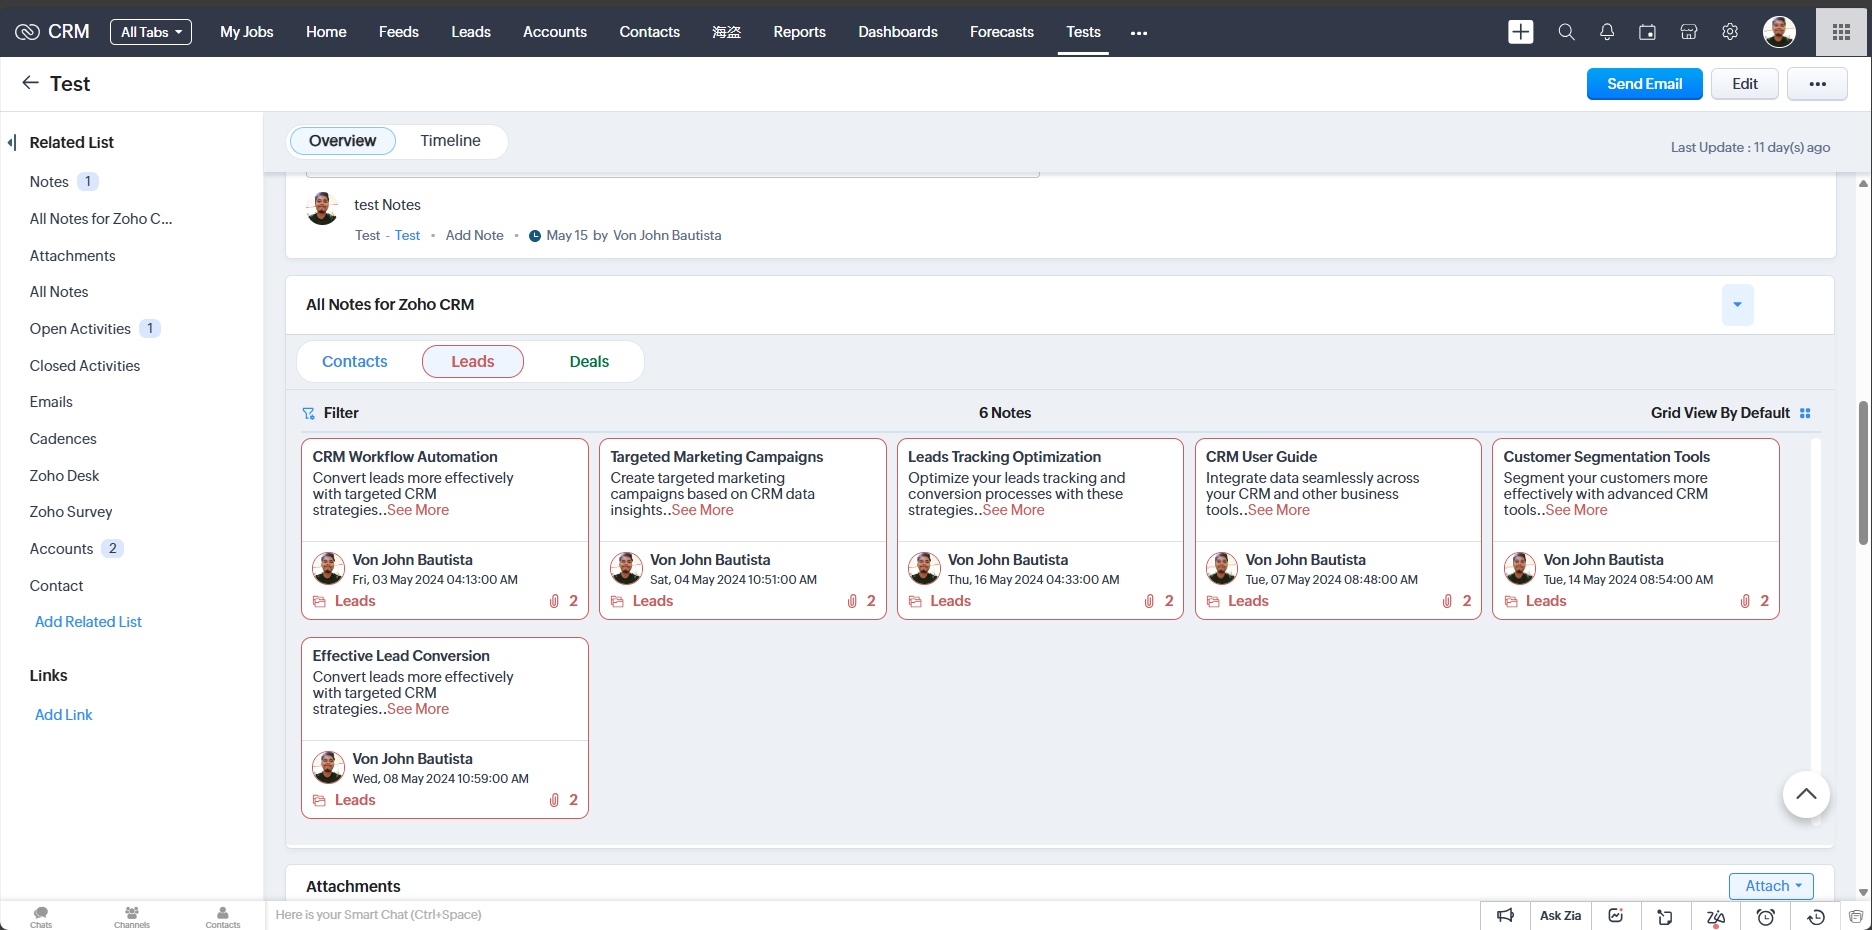 CRM
All Tabs
My Jobs
Home
Feeds
Leads
Accounts
Contacts
海盗
Reports
Dashboards
Forecasts
Tests
Test
Send Email
Edit
Related List
Notes 1
All Notes for Zoho C...
Attachments
All Notes
Open Activities 1
Closed Activities
Emails
Cadences
Zoho Desk
Zoho Survey
Accounts 2
Contact
Add Related List
Links
Add Link
Overview
Timeline
Last Update : 11 day(s) ago
test Notes
Test - Test • Add Note • May 15 by Von John Bautista
All Notes for Zoho CRM
Contacts
Leads
Deals
Filter
6 Notes
Grid View By Default
CRM Workflow Automation
Convert leads more effectively
with targeted CRM
strategies..See More
Von John Bautista
Fri, 03 May 2024 04:13:00 AM
Leads 2
Targeted Marketing Campaigns
Create targeted marketing
campaigns based on CRM data
insights..See More
Von John Bautista
Sat, 04 May 2024 10:51:00 AM
Leads 2
Leads Tracking Optimization
Optimize your leads tracking and
conversion processes with these
strategies..See More
Von John Bautista
Thu, 16 May 2024 04:33:00 AM
Leads 2
CRM User Guide
Integrate data seamlessly across
your CRM and other business
tools..See More
Von John Bautista
Tue, 07 May 2024 08:48:00 AM
Leads 2
Customer Segmentation Tools
Segment your customers more
effectively with advanced CRM
tools..See More
Von John Bautista
Tue, 14 May 2024 08:54:00 AM
Leads 2
Effective Lead Conversion
Convert leads more effectively
with targeted CRM
strategies..See More
Von John Bautista
Wed, 08 May 2024 10:59:00 AM
Leads 2
Attachments
Attach
Chats
Channels
Contacts
Here is your Smart Chat (Ctrl+Space)
Ask Zia